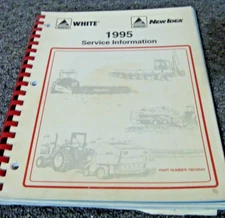 WHITE NEW IDEA
1995
Service Information